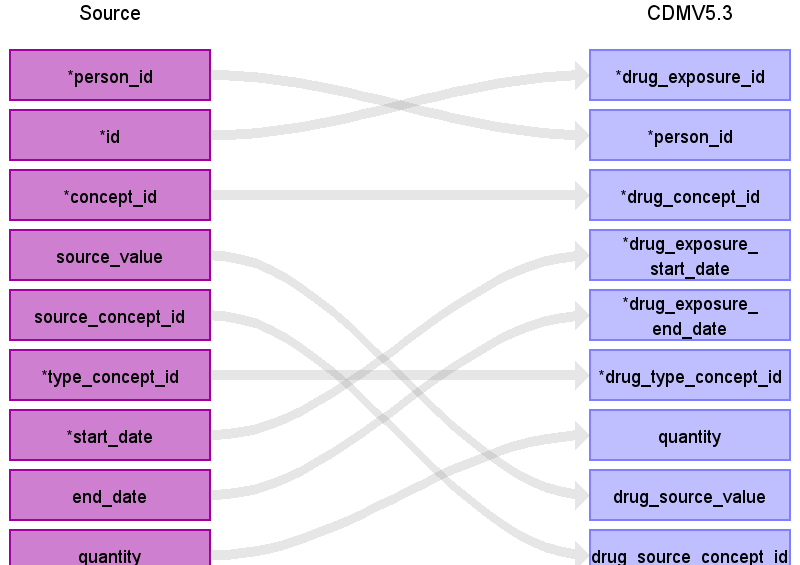 Source
CDMV5.3
*person_id
*drug_exposure_id
*id
*person_id
*concept_id
*drug_concept_id
source_value
*drug_exposure_
start_date
source_concept_id
*drug_exposure_
end_date
*type_concept_id
*drug_type_concept_id
*start_date
quantity
end_date
drug_source_value
quantity
drug_source_concept_id